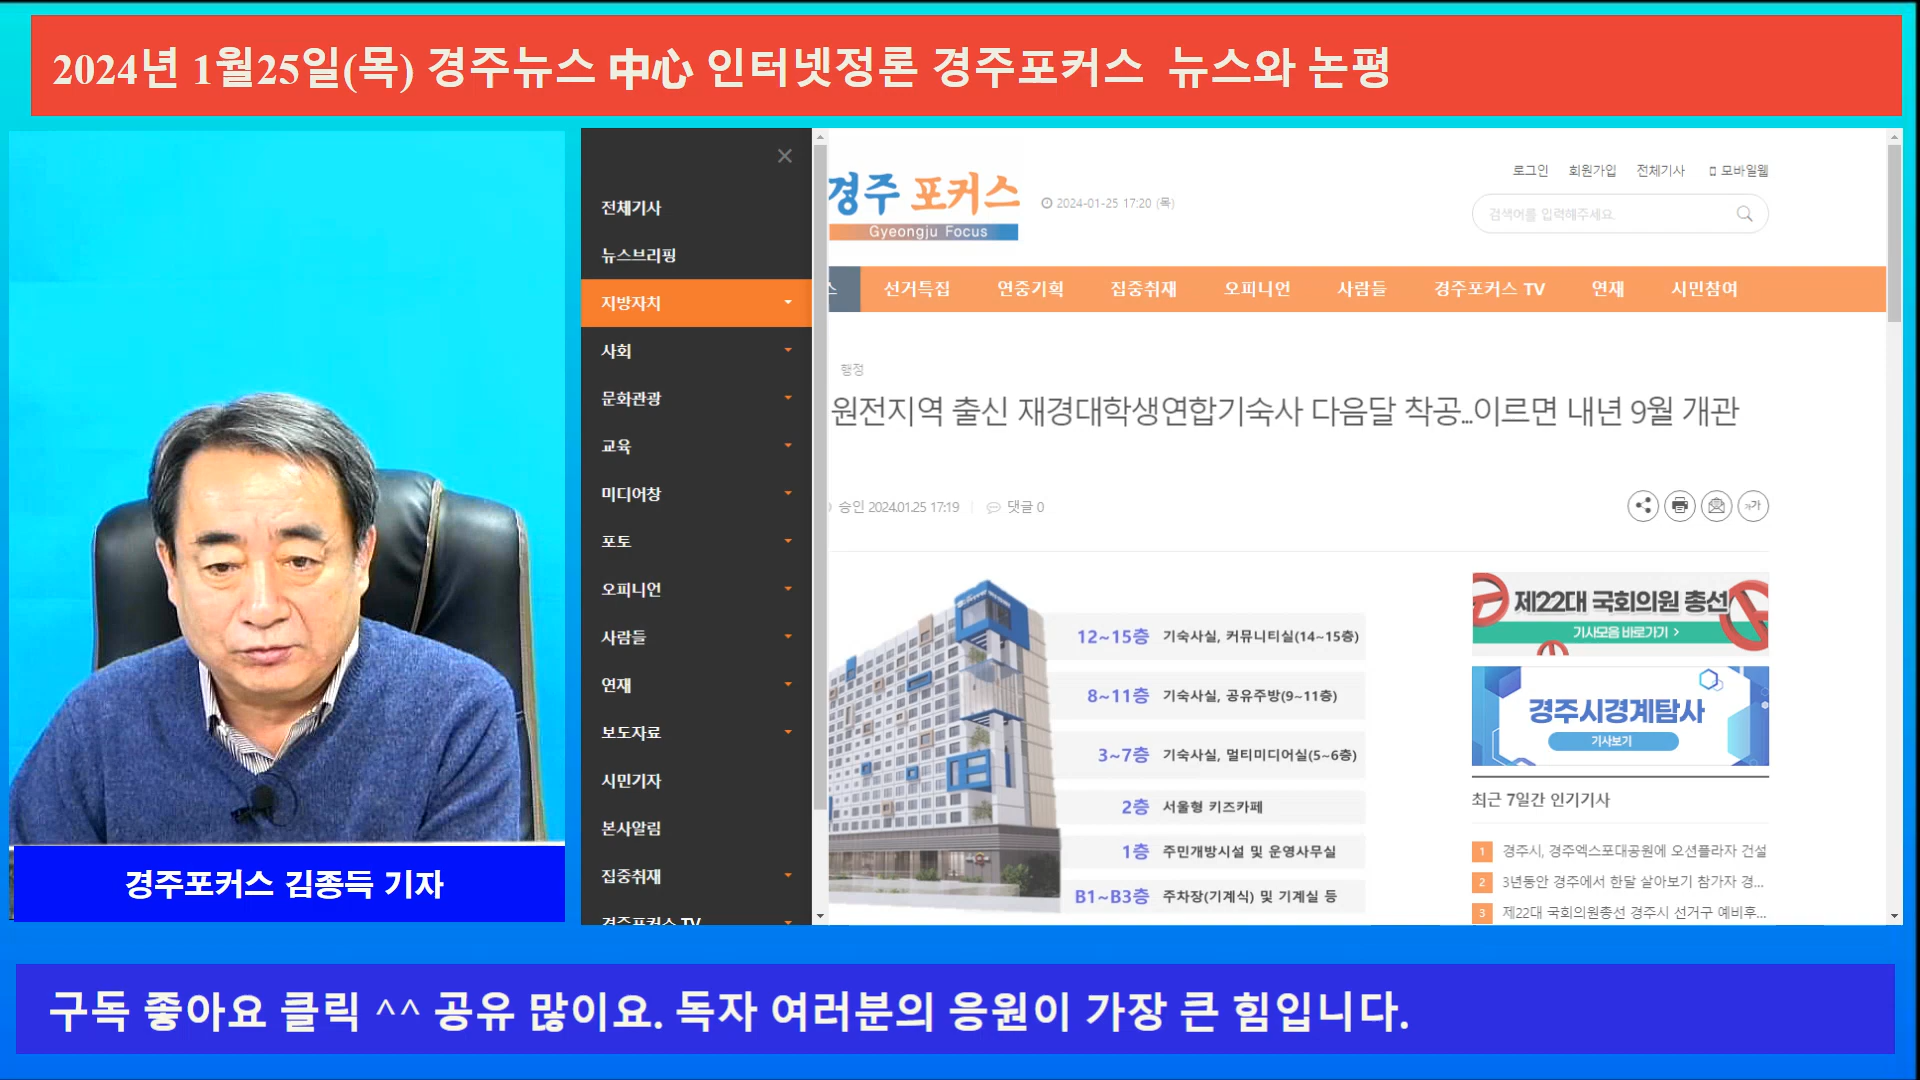 2024년 1월25일(목) 경주뉴스 中心 인터넷정론 경주포커스 뉴스와 논평
경주포커스 김종득 기자
전체기사
뉴스브리핑
지방자치
사회
문화관광
교육
미디어창
포토
오피니언
사람들
연재
보도자료
시민기자
본사알림
집중취재
경주포커스 TV
로그인 회원가입 전체기사 모바일웹
경주 포커스
Gyeongju Focus
2024-01-25 17:20 (목)
검색어를 입력해주세요.
스 선거특집 연중기획 집중취재 오피니언 사람들 경주포커스 TV 연재 시민참여
행정
원전지역 출신 재경대학생연합기숙사 다음달 착공...이르면 내년 9월 개관
승인 2024.01.25 17:19 댓글 0
가가
12~15층 기숙사실, 커뮤니티실(14~15층)
8~11층 기숙사실, 공유주방(9~11층)
3~7층 기숙사실, 멀티미디어실(5~6층)
2층 서울형 키즈카페
1층 주민개방시설 및 운영사무실
B1~B3층 주차장(기계식) 및 기계실 등
제22대 국회의원 총선
기사모음 바로가기 >
경주시경계탐사
기사보기
최근 7일간 인기기사
1 경주시, 경주엑스포대공원에 오션플라자 건설
2 3년동안 경주에서 한달 살아보기 참가자 경...
3 제22대 국회의원총선 경주시 선거구 예비후...
구독 좋아요 클릭 ^^ 공유 많이요. 독자 여러분의 응원이 가장 큰 힘입니다.